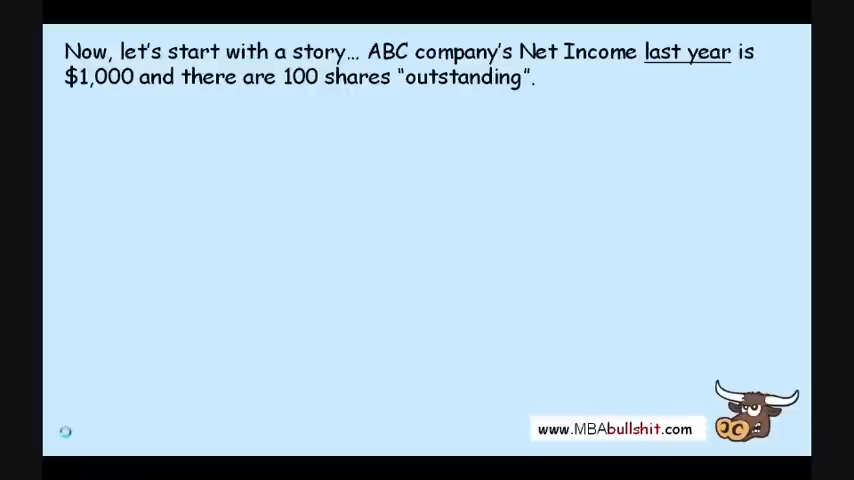 Now, let's start with a story... ABC company's Net Income last year is
$1,000 and there are 100 shares "outstanding".
www.MBAbullshit.com